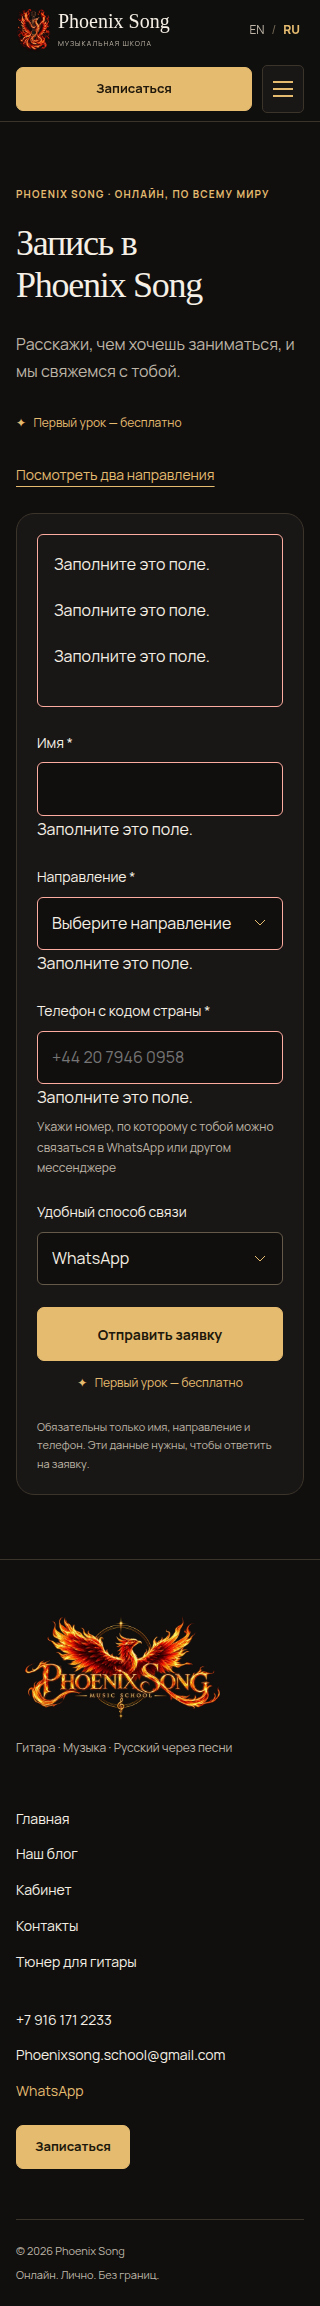 Phoenix Song
МУЗЫКАЛЬНАЯ ШКОЛА
EN / RU
Записаться
PHOENIX SONG · ОНЛАЙН, ПО ВСЕМУ МИРУ
Запись в
Phoenix Song
Расскажи, чем хочешь заниматься, и
мы свяжемся с тобой.
✦ Первый урок — бесплатно
Посмотреть два направления
Заполните это поле.
Заполните это поле.
Заполните это поле.
Имя *
Заполните это поле.
Направление *
Выберите направление
Заполните это поле.
Телефон с кодом страны *
+44 20 7946 0958
Заполните это поле.
Укажи номер, по которому с тобой можно
связаться в WhatsApp или другом
мессенджере
Удобный способ связи
WhatsApp
Отправить заявку
✦ Первый урок — бесплатно
Обязательны только имя, направление и
телефон. Эти данные нужны, чтобы ответить
на заявку.
PHOENIX SONG
MUSIC SCHOOL
Гитара · Музыка · Русский через песни
Главная
Наш блог
Кабинет
Контакты
Тюнер для гитары
+7 916 171 2233
Phoenixsong.school@gmail.com
WhatsApp
Записаться
© 2026 Phoenix Song
Онлайн. Лично. Без границ.